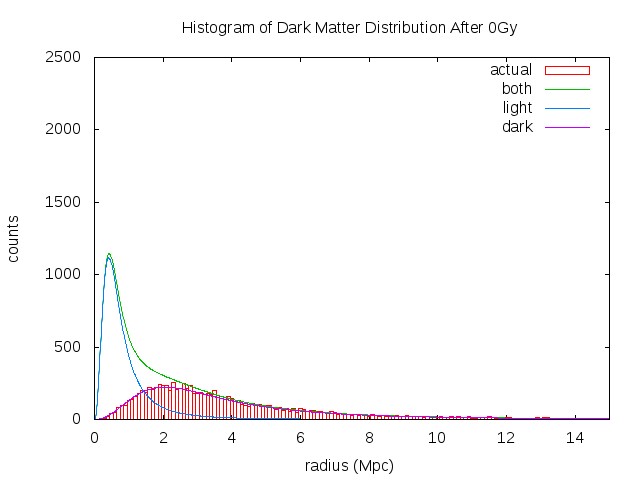 Histogram of Dark Matter Distribution After 0Gy
2500
2000
1500
1000
500
0
counts
actual
both
light
dark
0 2 4 6 8 10 12 14
radius (Mpc)